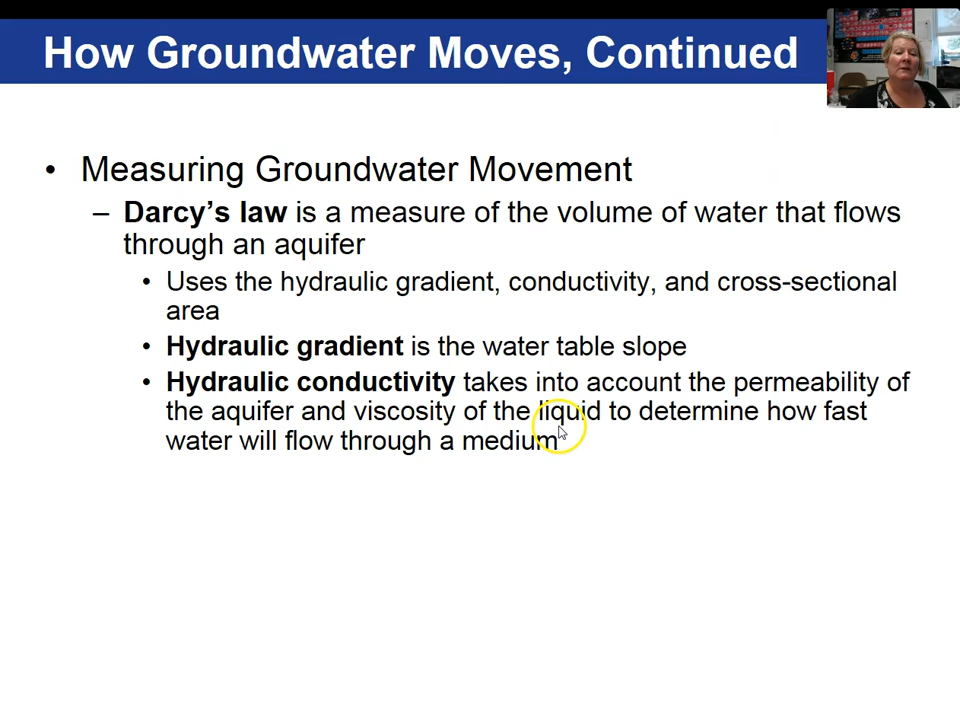 How Groundwater Moves, Continued
• Measuring Groundwater Movement
– Darcy's law is a measure of the volume of water that flows
through an aquifer
• Uses the hydraulic gradient, conductivity, and cross-sectional
area
• Hydraulic gradient is the water table slope
• Hydraulic conductivity takes into account the permeability of
the aquifer and viscosity of the liquid to determine how fast
water will flow through a medium